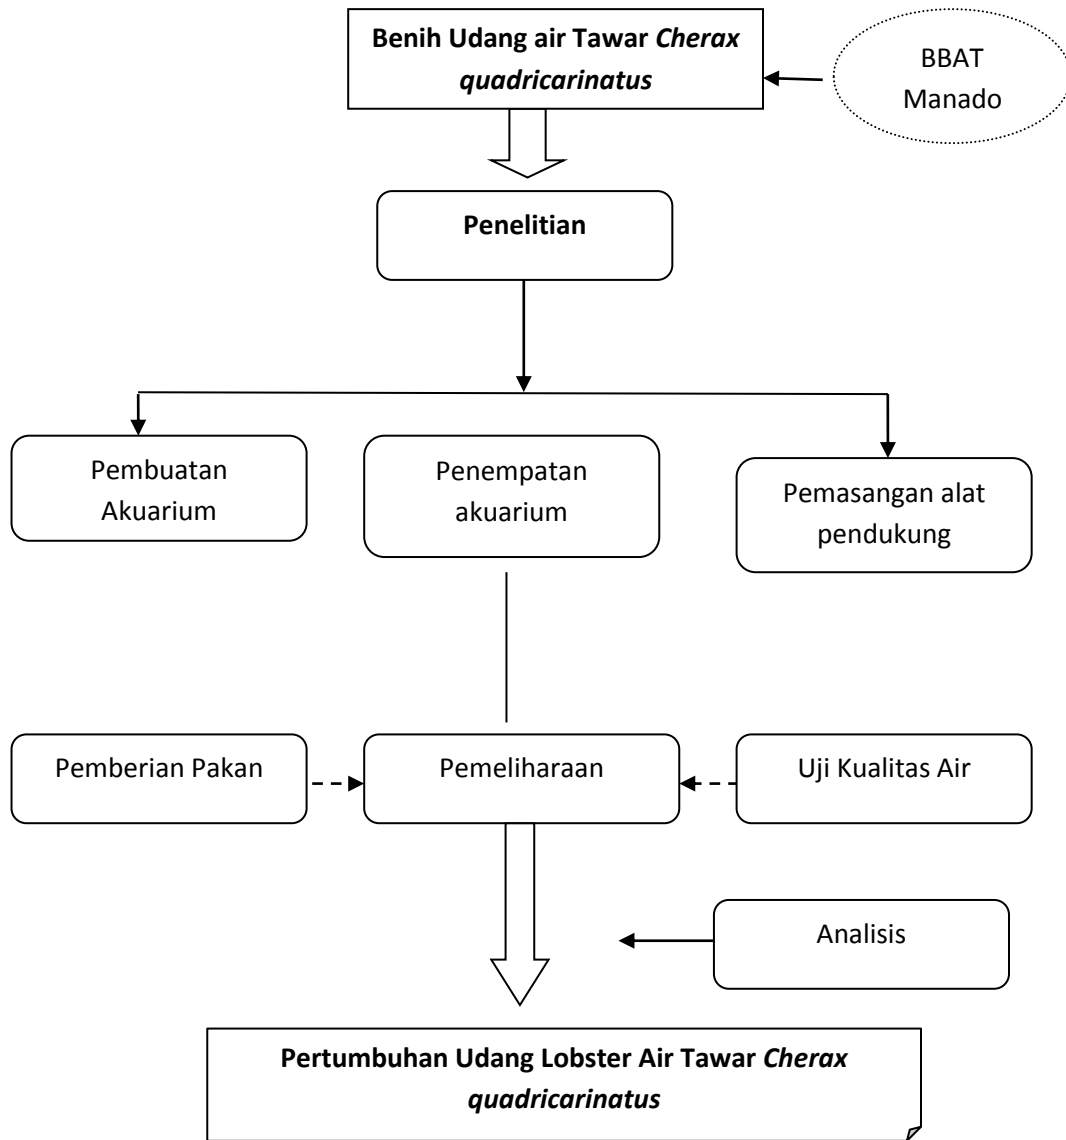 Benih Udang air Tawar Cherax
quadricarinatus
BBAT
Manado
Penelitian
Pembuatan
Akuarium
Penempatan
akuarium
Pemasangan alat
pendukung
Pemberian Pakan
Pemeliharaan
Uji Kualitas Air
Analisis
Pertumbuhan Udang Lobster Air Tawar Cherax
quadricarinatus